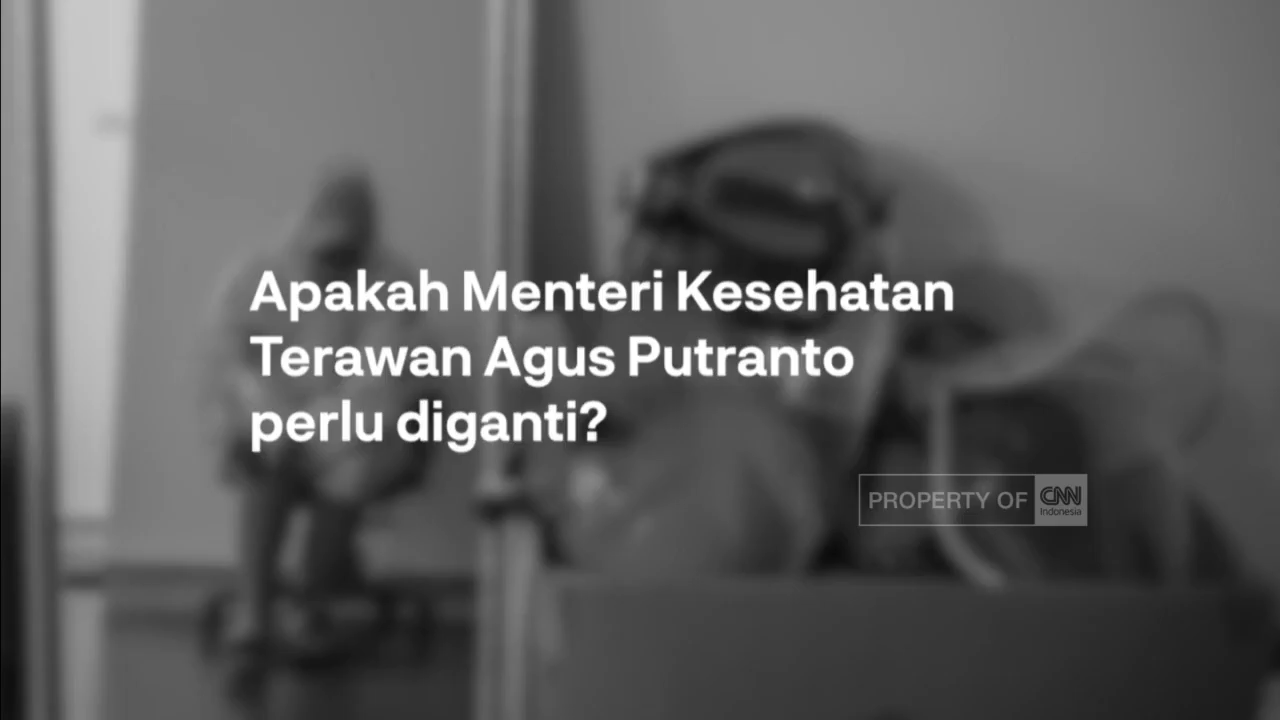 Apakah Menteri Kesehatan
Terawan Agus Putranto
perlu diganti?
PROPERTY OF CNN Indonesia